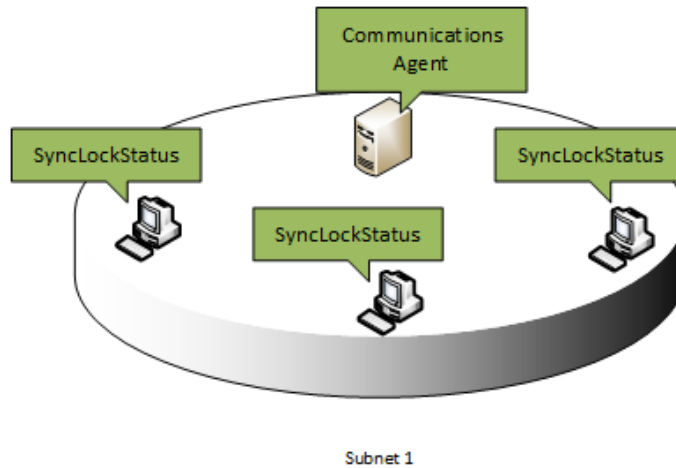 Communications
Agent
SyncLockStatus
SyncLockStatus
SyncLockStatus
Subnet 1